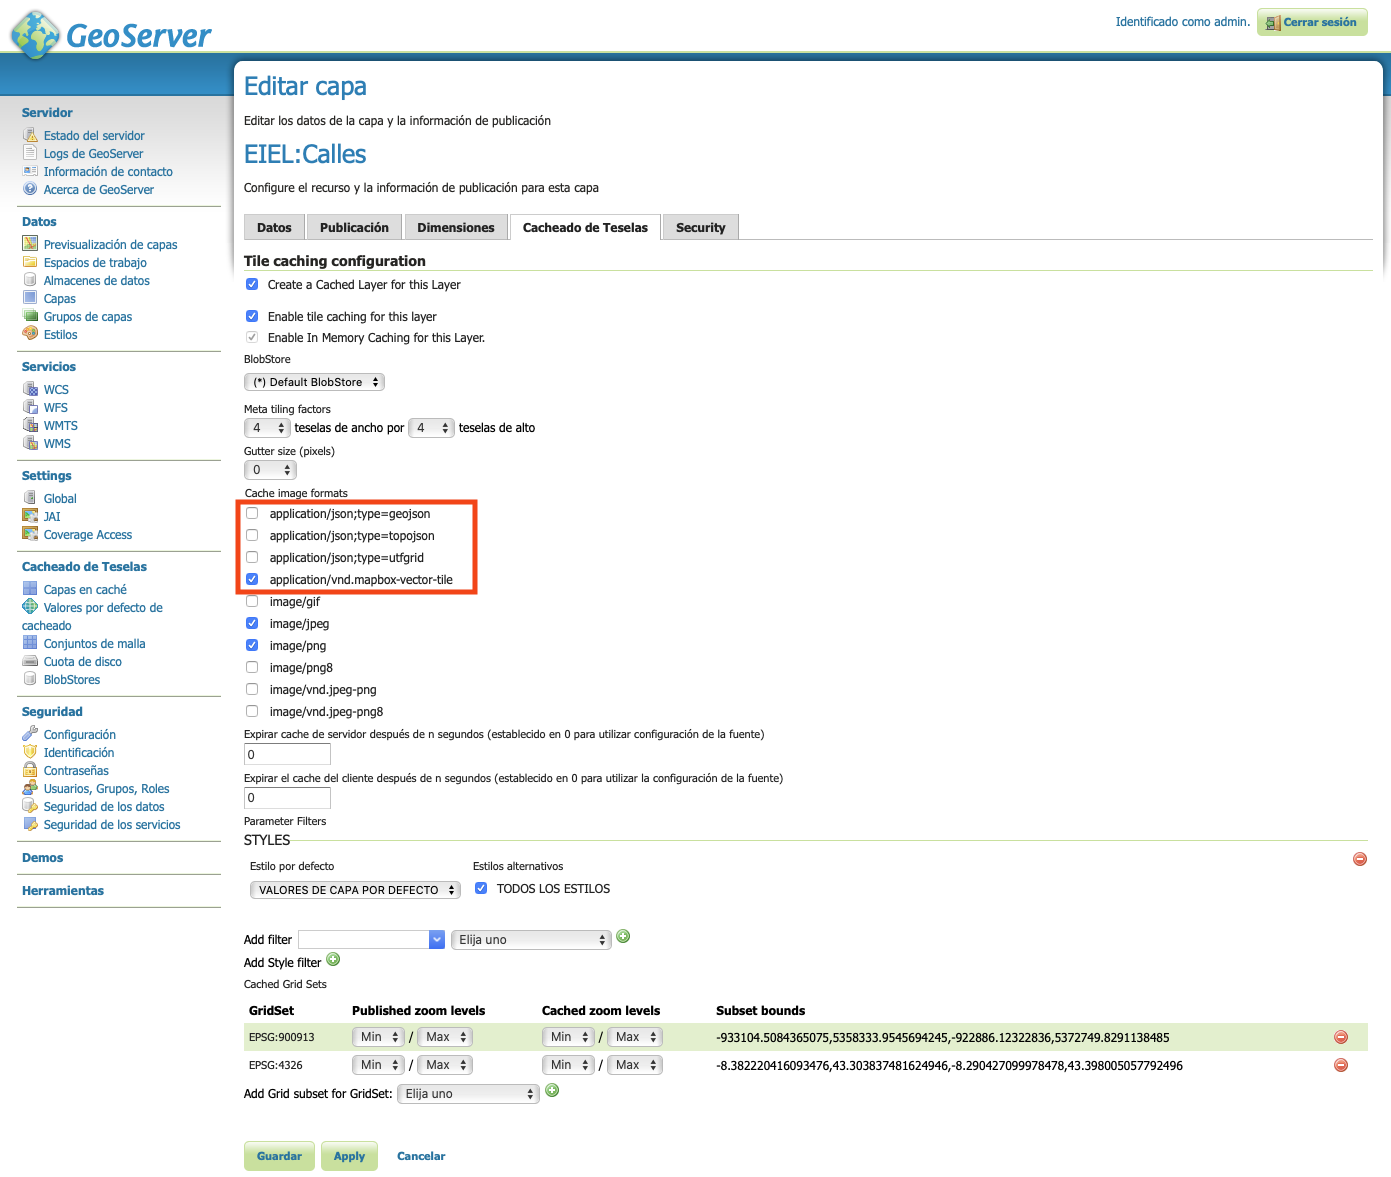 GeoServer
Identificado como admin.
Cerrar sesión
Servidor
Estado del servidor
Logs de GeoServer
Información de contacto
Acerca de GeoServer
Datos
Previsualización de capas
Espacios de trabajo
Almacenes de datos
Capas
Grupos de capas
Estilos
Servicios
WCS
WFS
WMTS
WMS
Settings
Global
JAI
Coverage Access
Cacheado de Teselas
Capas en caché
Valores por defecto de
cacheado
Conjuntos de malla
Cuota de disco
BlobStores
Seguridad
Configuración
Identificación
Contraseñas
Usuarios, Grupos, Roles
Seguridad de los datos
Seguridad de los servicios
Demos
Herramientas
Editar capa
Editar los datos de la capa y la información de publicación
EIEL:Calles
Configure el recurso y la información de publicación para esta capa
Datos Publicación Dimensiones Cacheado de Teselas Security
Tile caching configuration
Create a Cached Layer for this Layer
Enable tile caching for this layer
Enable In Memory Caching for this Layer.
BlobStore
(*) Default BlobStore
Meta tiling factors
4 teselas de ancho por 4 teselas de alto
Gutter size (pixels)
0
Cache image formats
application/json;type=geojson
application/json;type=topojson
application/json;type=utfgrid
application/vnd.mapbox-vector-tile
image/gif
image/jpeg
image/png
image/png8
image/vnd.jpeg-png
image/vnd.jpeg-png8
Expirar cache de servidor después de n segundos (establecido en 0 para utilizar configuración de la fuente)
0
Expirar el cache del cliente después de n segundos (establecido en 0 para utilizar la configuración de la fuente)
0
Parameter Filters
STYLES
Estilo por defecto Estilos alternativos
VALORES DE CAPA POR DEFECTO TODOS LOS ESTILOS
Add filter Elija uno
Add Style filter
Cached Grid Sets
GridSet Published zoom levels Cached zoom levels Subset bounds
EPSG:900913 Min / Max Min / Max -933104.5084365075,5358333.9545694245,-922886.12322836,5372749.8291138485
EPSG:4326 Min / Max Min / Max -8.382220416093476,43.303837481624946,-8.290427099978478,43.398005057792496
Add Grid subset for GridSet: Elija uno
Guardar Apply Cancelar